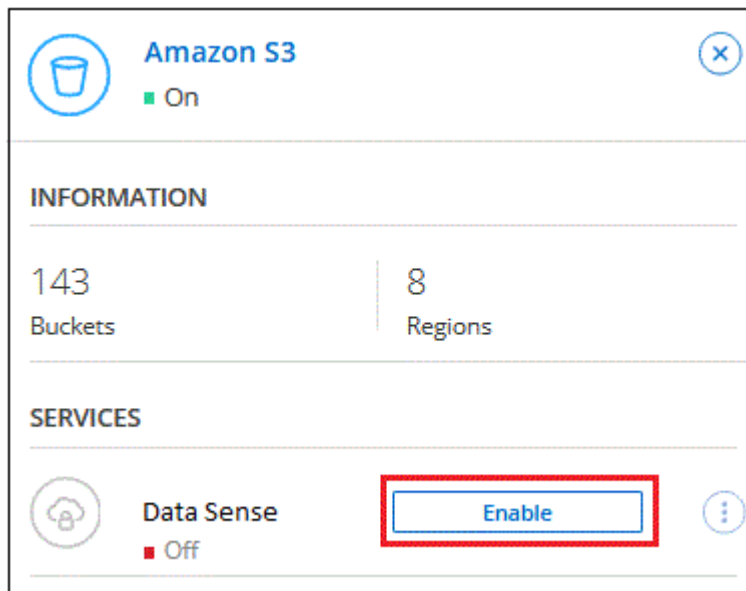 Amazon S3
On
INFORMATION
143
Buckets
8
Regions
SERVICES
Data Sense
Off
Enable